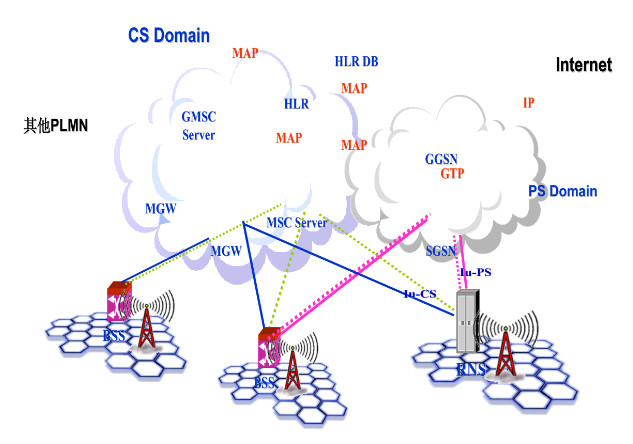 CS Domain
MAP
HLR DB
Internet
MAP
HLR
IP
GMSC
Server
其他PLMN
MAP
MAP
GGSN
GTP
PS Domain
MGW
MSC Server
MGW
SGSN
Iu-PS
Iu-CS
BSS
BSS
RNS